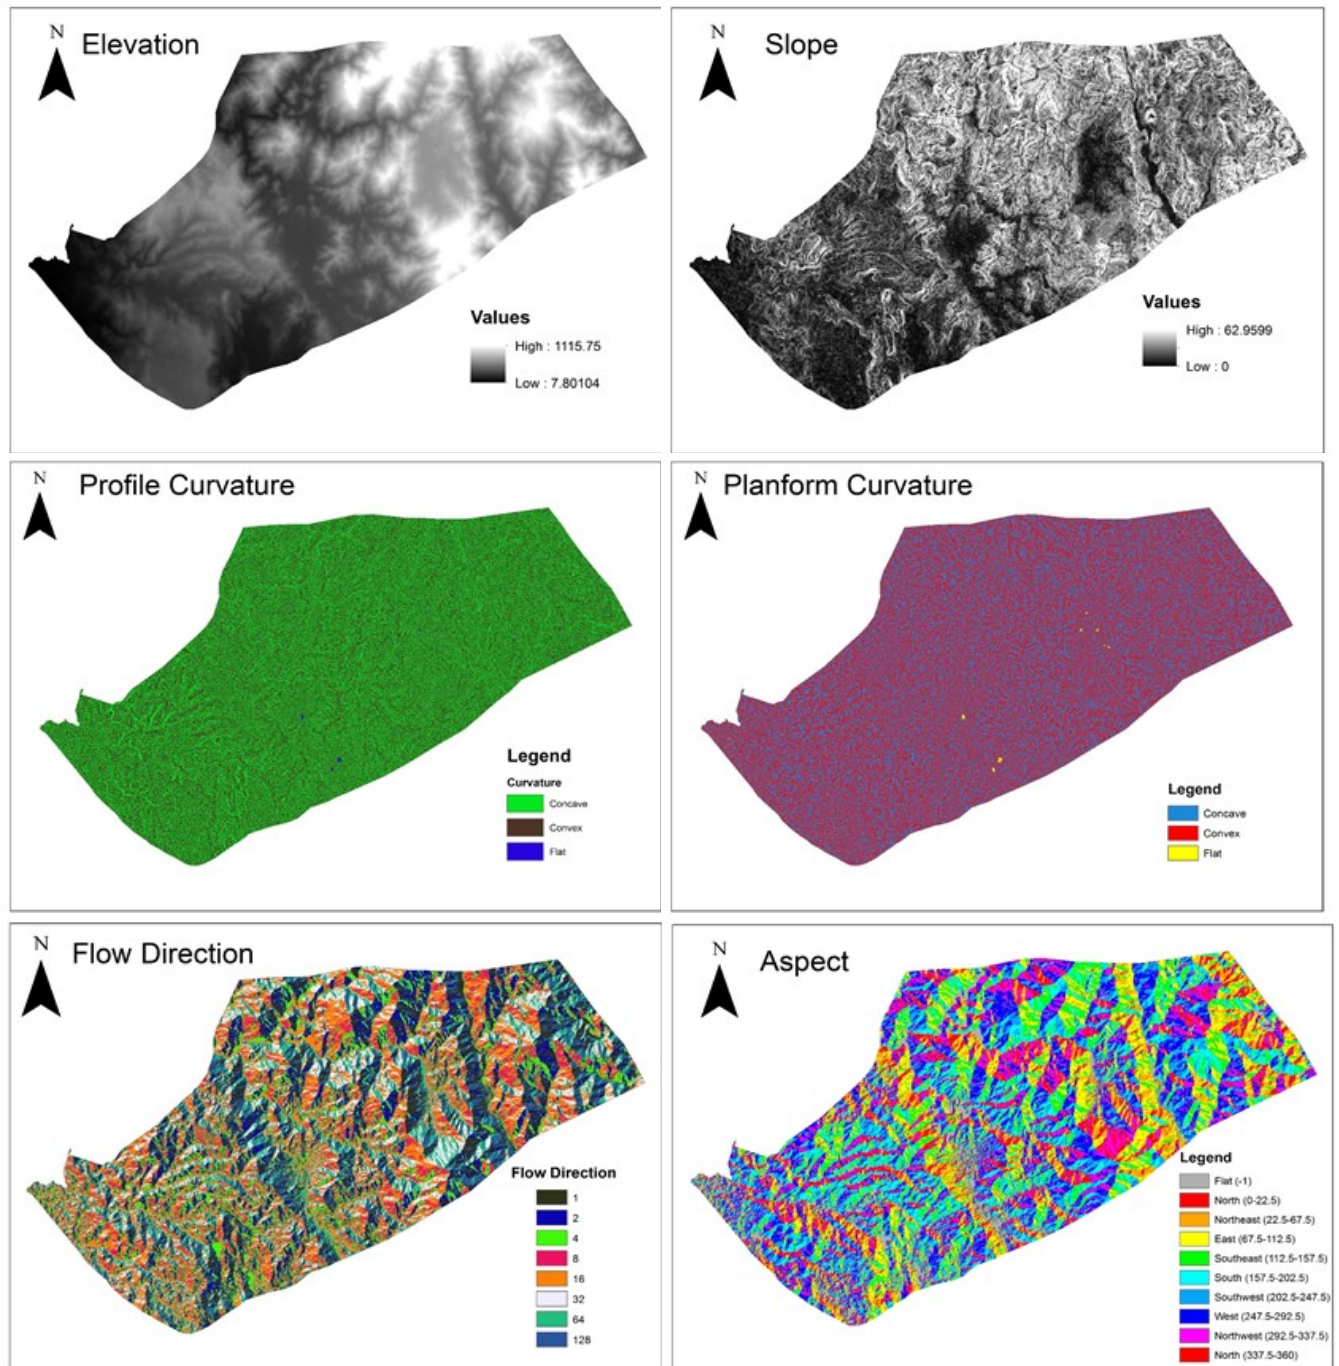 N
Elevation
Values
High : 1115.75
Low : 7.80104
N
Slope
Values
High : 62.9599
Low : 0
N
Profile Curvature
Legend
Curvature
Concave
Convex
Flat
N
Planform Curvature
Legend
Concave
Convex
Flat
N
Flow Direction
Flow Direction
1
2
4
8
16
32
64
128
N
Aspect
Legend
Flat (-1)
North (0-22.5)
Northeast (22.5-67.5)
East (67.5-112.5)
Southeast (112.5-157.5)
South (157.5-202.5)
Southwest (202.5-247.5)
West (247.5-292.5)
Northwest (292.5-337.5)
North (337.5-360)